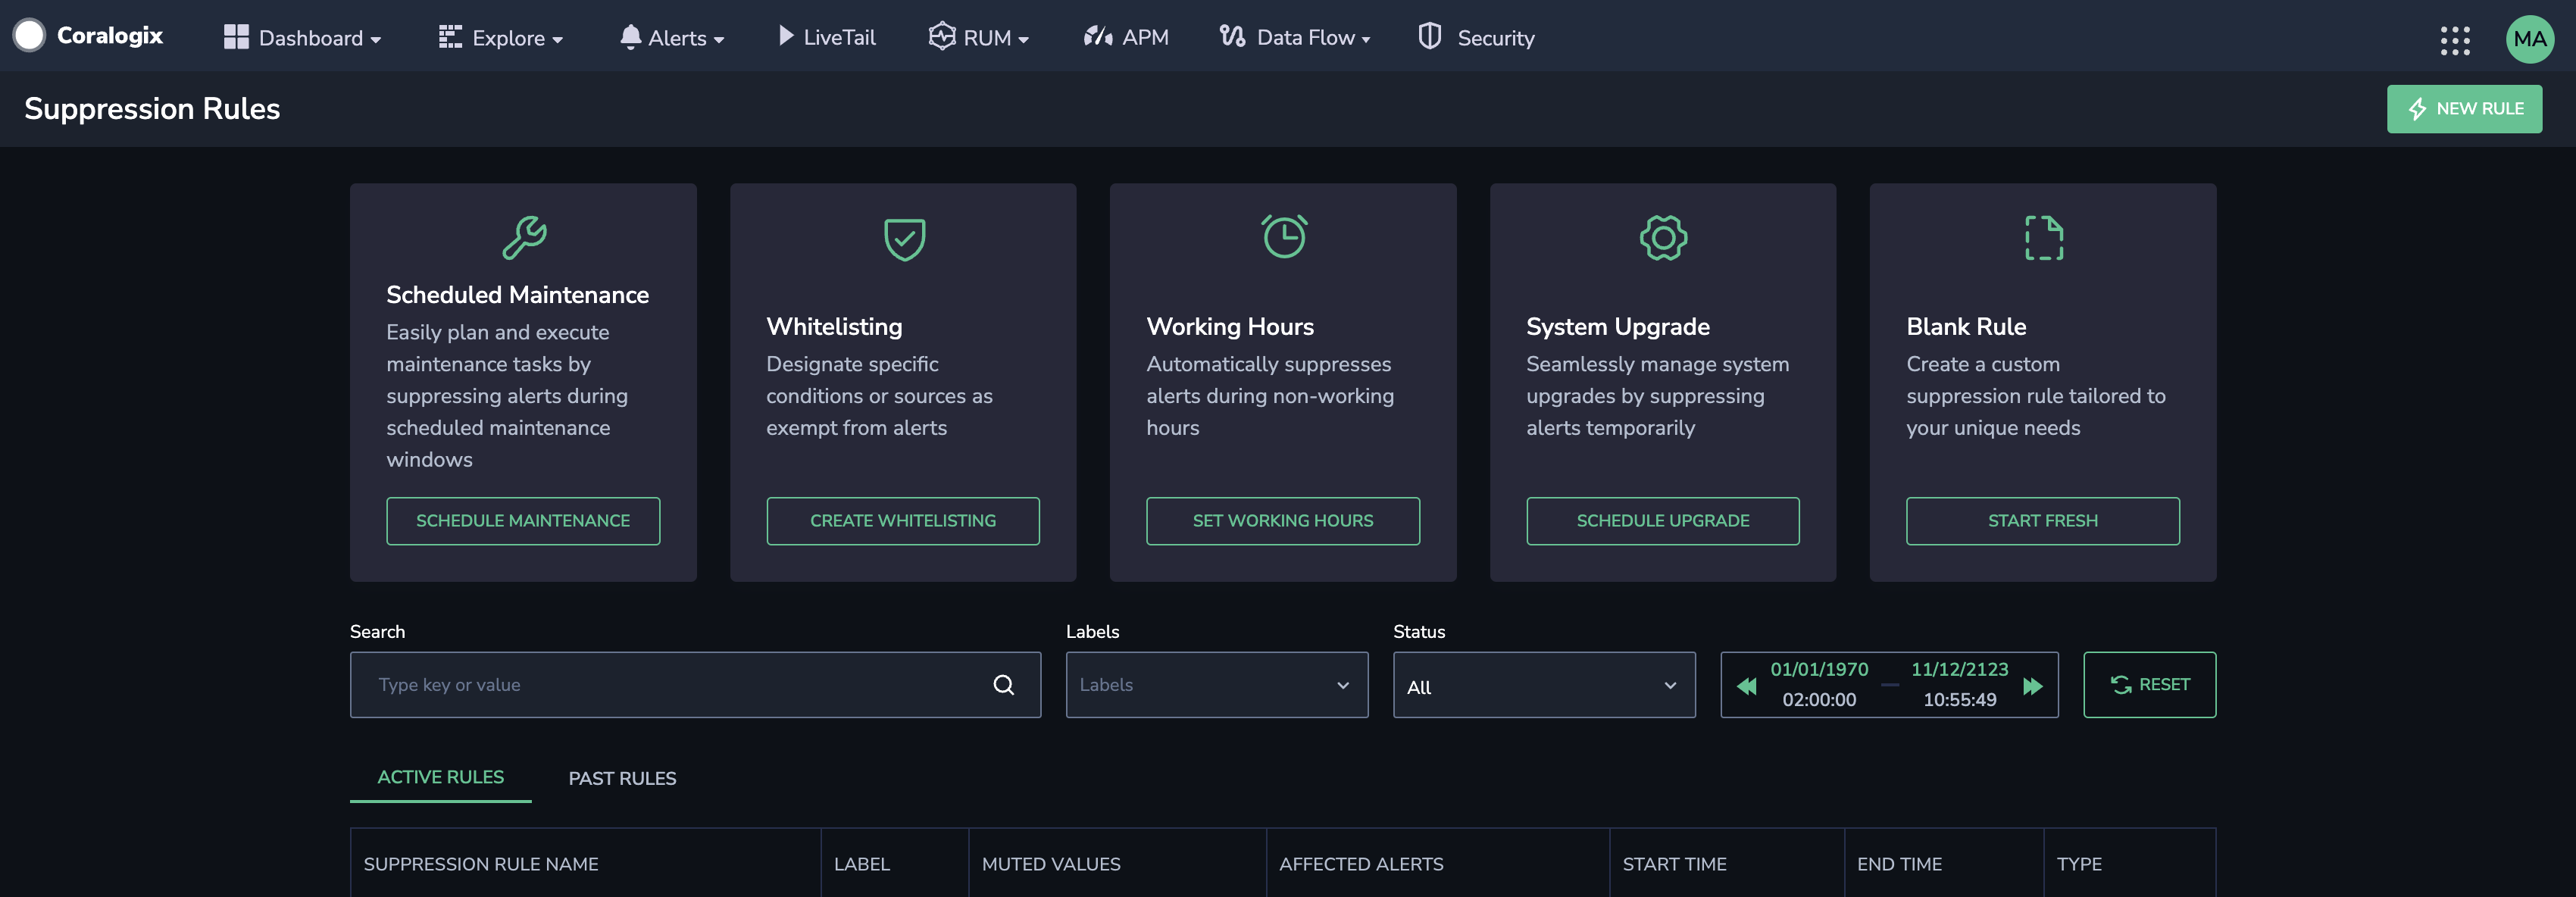 Coralogix Dashboard Explore Alerts LiveTail RUM APM Data Flow Security MA
Suppression Rules NEW RULE
Scheduled Maintenance
Easily plan and execute
maintenance tasks by
suppressing alerts during
scheduled maintenance
windows
SCHEDULE MAINTENANCE
Whitelisting
Designate specific
conditions or sources as
exempt from alerts
CREATE WHITELISTING
Working Hours
Automatically suppresses
alerts during non-working
hours
SET WORKING HOURS
System Upgrade
Seamlessly manage system
upgrades by suppressing
alerts temporarily
SCHEDULE UPGRADE
Blank Rule
Create a custom
suppression rule tailored to
your unique needs
START FRESH
Search
Type key or value
Labels
Labels
Status
All
01/01/1970 — 11/12/2123
02:00:00 10:55:49
RESET
ACTIVE RULES PAST RULES
SUPPRESSION RULE NAME LABEL MUTED VALUES AFFECTED ALERTS START TIME END TIME TYPE